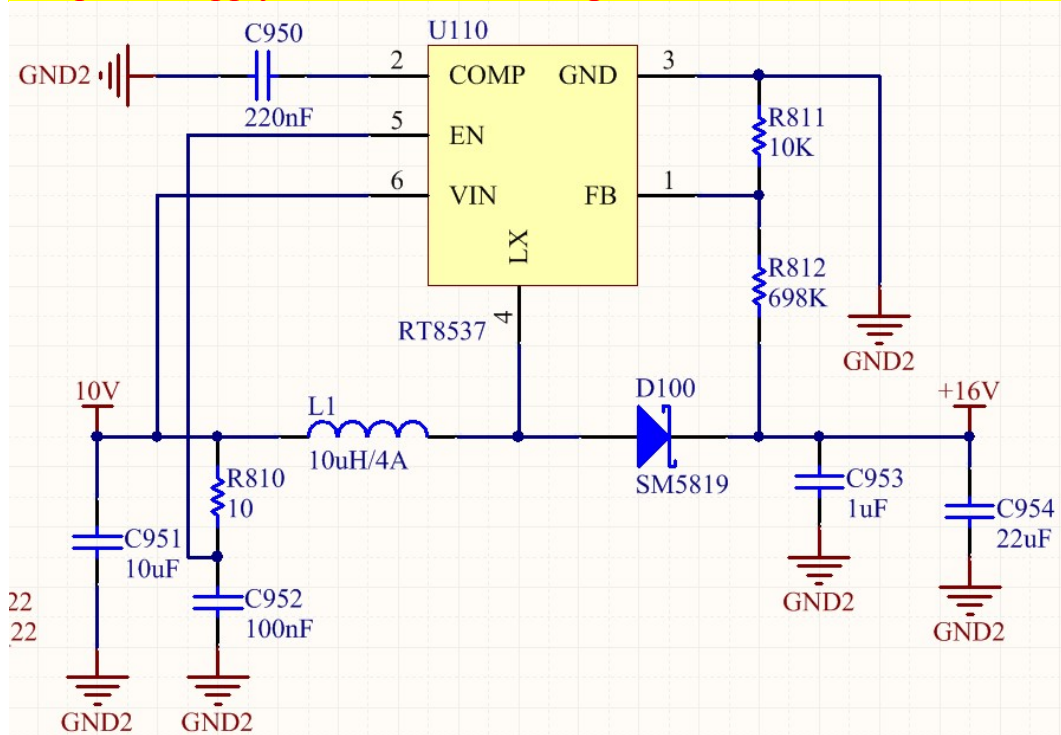 C950
U110
GND2
2
COMP
GND
3
220nF
5
EN
R811
10K
6
VIN
FB
1
LX
R812
698K
RT8537
4
GND2
10V
L1
D100
+16V
10uH/4A
SM5819
R810
10
C953
1uF
C954
22uF
C951
10uF
C952
100nF
GND2
GND2
22
22
GND2
GND2